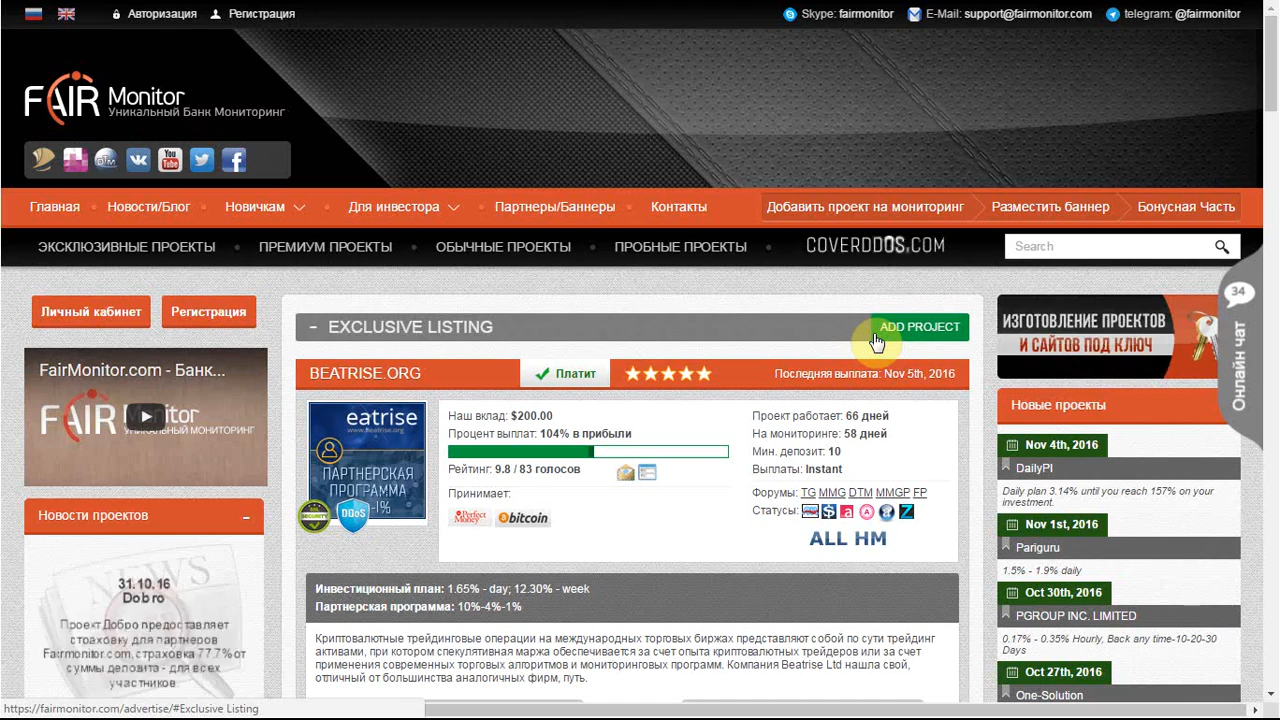 Авторизация
Регистрация
Skype: fairmonitor
E-Mail: support@fairmonitor.com
telegram: @fairmonitor
FAIR Monitor
Уникальный Банк Мониторинг
You Tube
Главная
Новости/Блог
Новичкам
Для инвестора
Партнеры/Баннеры
Контакты
Добавить проект на мониторинг
Разместить баннер
Бонусная Часть
ЭКСКЛЮЗИВНЫЕ ПРОЕКТЫ
ПРЕМИУМ ПРОЕКТЫ
ОБЫЧНЫЕ ПРОЕКТЫ
ПРОБНЫЕ ПРОЕКТЫ
COVERDDOS.COM
Search
34
Онлайн чат
Личный кабинет
Регистрация
FairMonitor.com - Банк...
Новости проектов
-
31.10.16
Dobro
Проект Добро предоставляет
страховку для партнеров
Fairmonitor.com, страховка 77.7% от
суммы депозита - для всех
участников
- EXCLUSIVE LISTING
ADD PROJECT
BEATRISE.ORG
Платит
Последняя выплата: Nov 5th, 2016
eatrise
www.Beatrise.org
ПАРТНЕРСКАЯ
ПРОГРАММА
DDoS
Наш вклад: $200.00
Процент выплат: 104% в прибыли
Рейтинг: 9.8 / 83 голосов
Принимает:
Perfect Money
bitcoin
Проект работает: 66 дней
На мониторинге: 58 дней
Мин. депозит: 10
Выплаты: Instant
Форумы: TG MMG DTM MMGP FP
Статусы:
ALL HM
Инвестиционный план: 1.65% - day; 12.30% - week
Партнерская программа: 10%-4%-1%
Криптовалютные трейдинговые операции на международных торговых биржах представляют собой по сути трейдинг
активами, при котором спекулятивная маржа обеспечивается за счет опыта криптовалютных трейдеров или за счет
применения современных торговых алгоритмов и мониторинговых программ. Компания Beatrise Ltd нашла свой,
отличный от большинства аналогичных фирм, путь.
ИЗГОТОВЛЕНИЕ ПРОЕКТОВ
И САЙТОВ ПОД КЛЮЧ
Новые проекты
Nov 4th, 2016
DailyPI
Daily plan 3.14% until you reach 157% on your
investment.
Nov 1st, 2016
Pariguru
1.5% - 1.9% daily
Oct 30th, 2016
PGROUP INC. LIMITED
0.17% - 0.35% Hourly, Back any time-10-20-30
Days
Oct 27th, 2016
One-Solution
https://fairmonitor.com/advertise/#Exclusive Listing